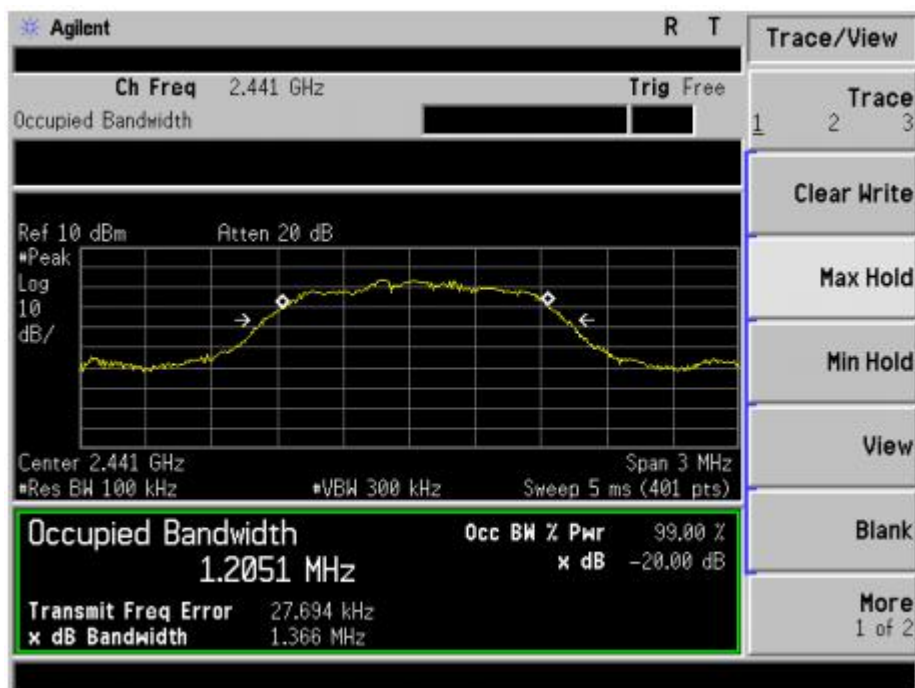 Agilent R T
Ch Freq 2.441 GHz Trig Free
Occupied Bandwidth
Ref 10 dBm Atten 20 dB
#Peak
Log
10
dB/
Center 2.441 GHz Span 3 MHz
#Res BW 100 kHz #VBW 300 kHz Sweep 5 ms (401 pts)
Occupied Bandwidth Occ BW % Pwr 99.00 %
1.2051 MHz x dB -20.00 dB
Transmit Freq Error 27.694 kHz
x dB Bandwidth 1.366 MHz
Trace/View
Trace
1 2 3
Clear Write
Max Hold
Min Hold
View
Blank
More
1 of 2